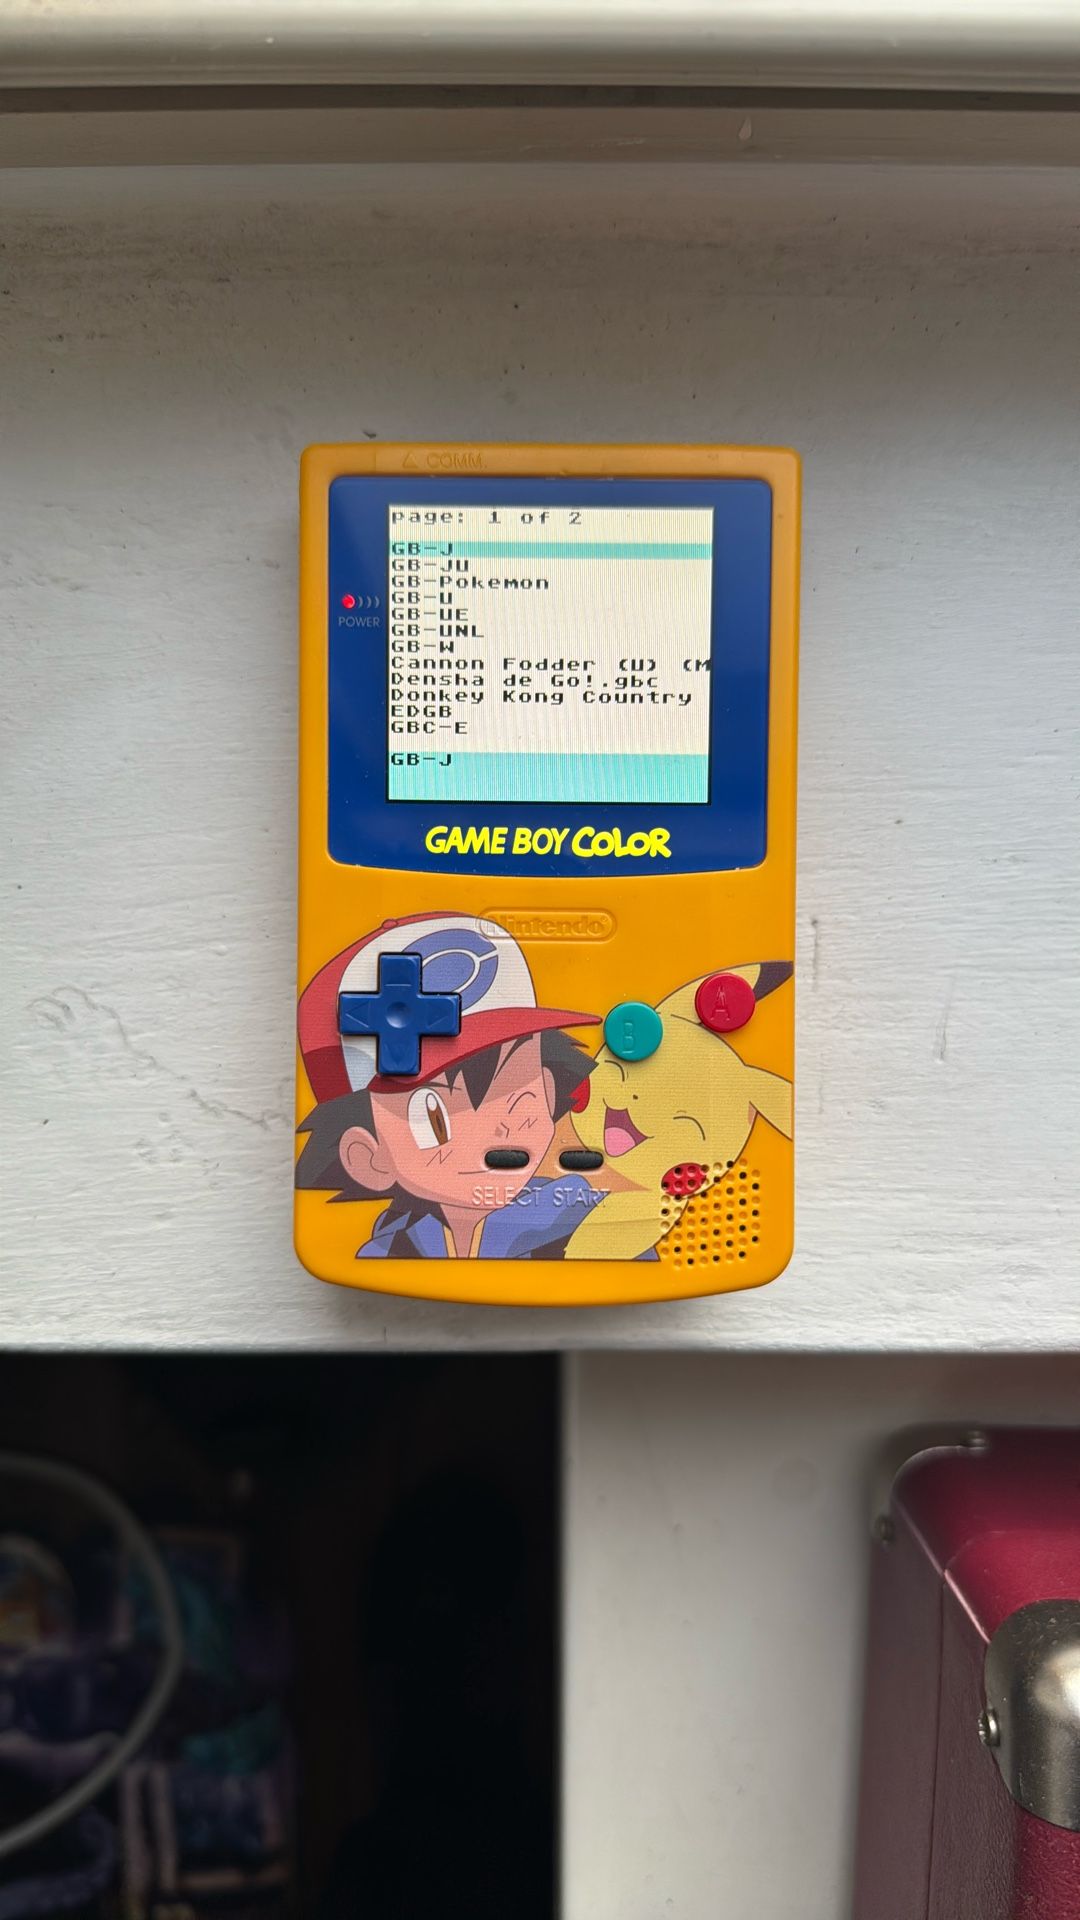 COMM.
page: 1 of 2
GB-J
GB-JU
GB-Pokemon
GB-U
GB-UE
GB-UNL
GB-W
Cannon Fodder (U) (M
Densha de Go!.gbc
Donkey Kong Country
EDGB
GBC-E
GB-J
POWER
GAME BOY COLOR
Nintendo®
A
B
SELECT START